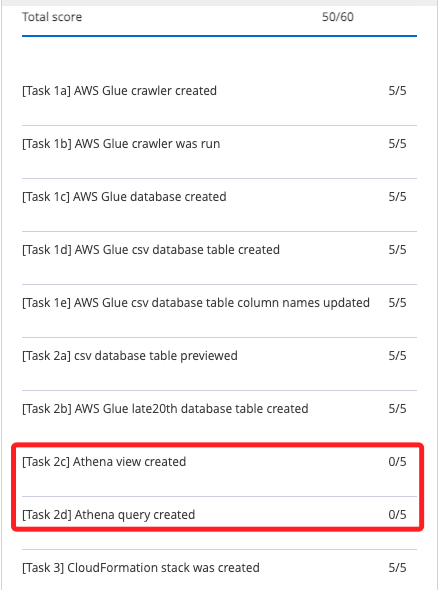 Total score 50/60
[Task 1a] AWS Glue crawler created 5/5
[Task 1b] AWS Glue crawler was run 5/5
[Task 1c] AWS Glue database created 5/5
[Task 1d] AWS Glue csv database table created 5/5
[Task 1e] AWS Glue csv database table column names updated 5/5
[Task 2a] csv database table previewed 5/5
[Task 2b] AWS Glue late20th database table created 5/5
[Task 2c] Athena view created 0/5
[Task 2d] Athena query created 0/5
[Task 3] CloudFormation stack was created 5/5